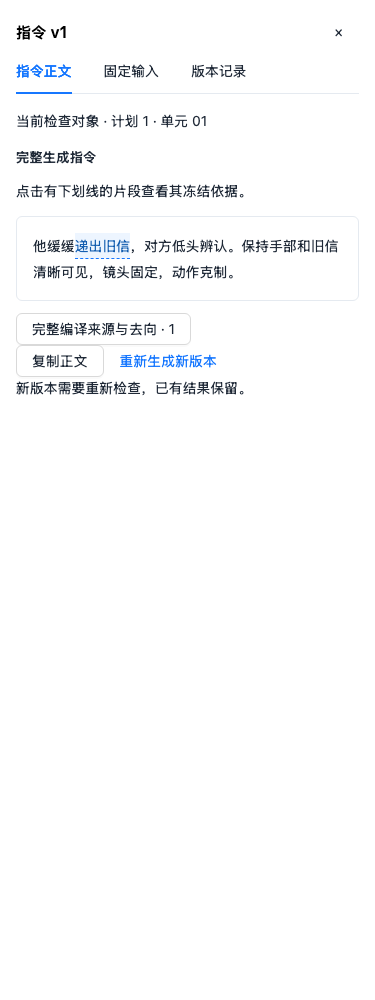 指令 v1
×
指令正文 固定输入 版本记录
当前检查对象 · 计划 1 · 单元 01
完整生成指令
点击有下划线的片段查看其冻结依据。
他缓缓递出旧信，对方低头辨认。保持手部和旧信
清晰可见，镜头固定，动作克制。
完整编译来源与去向 · 1
复制正文 重新生成新版本
新版本需要重新检查，已有结果保留。